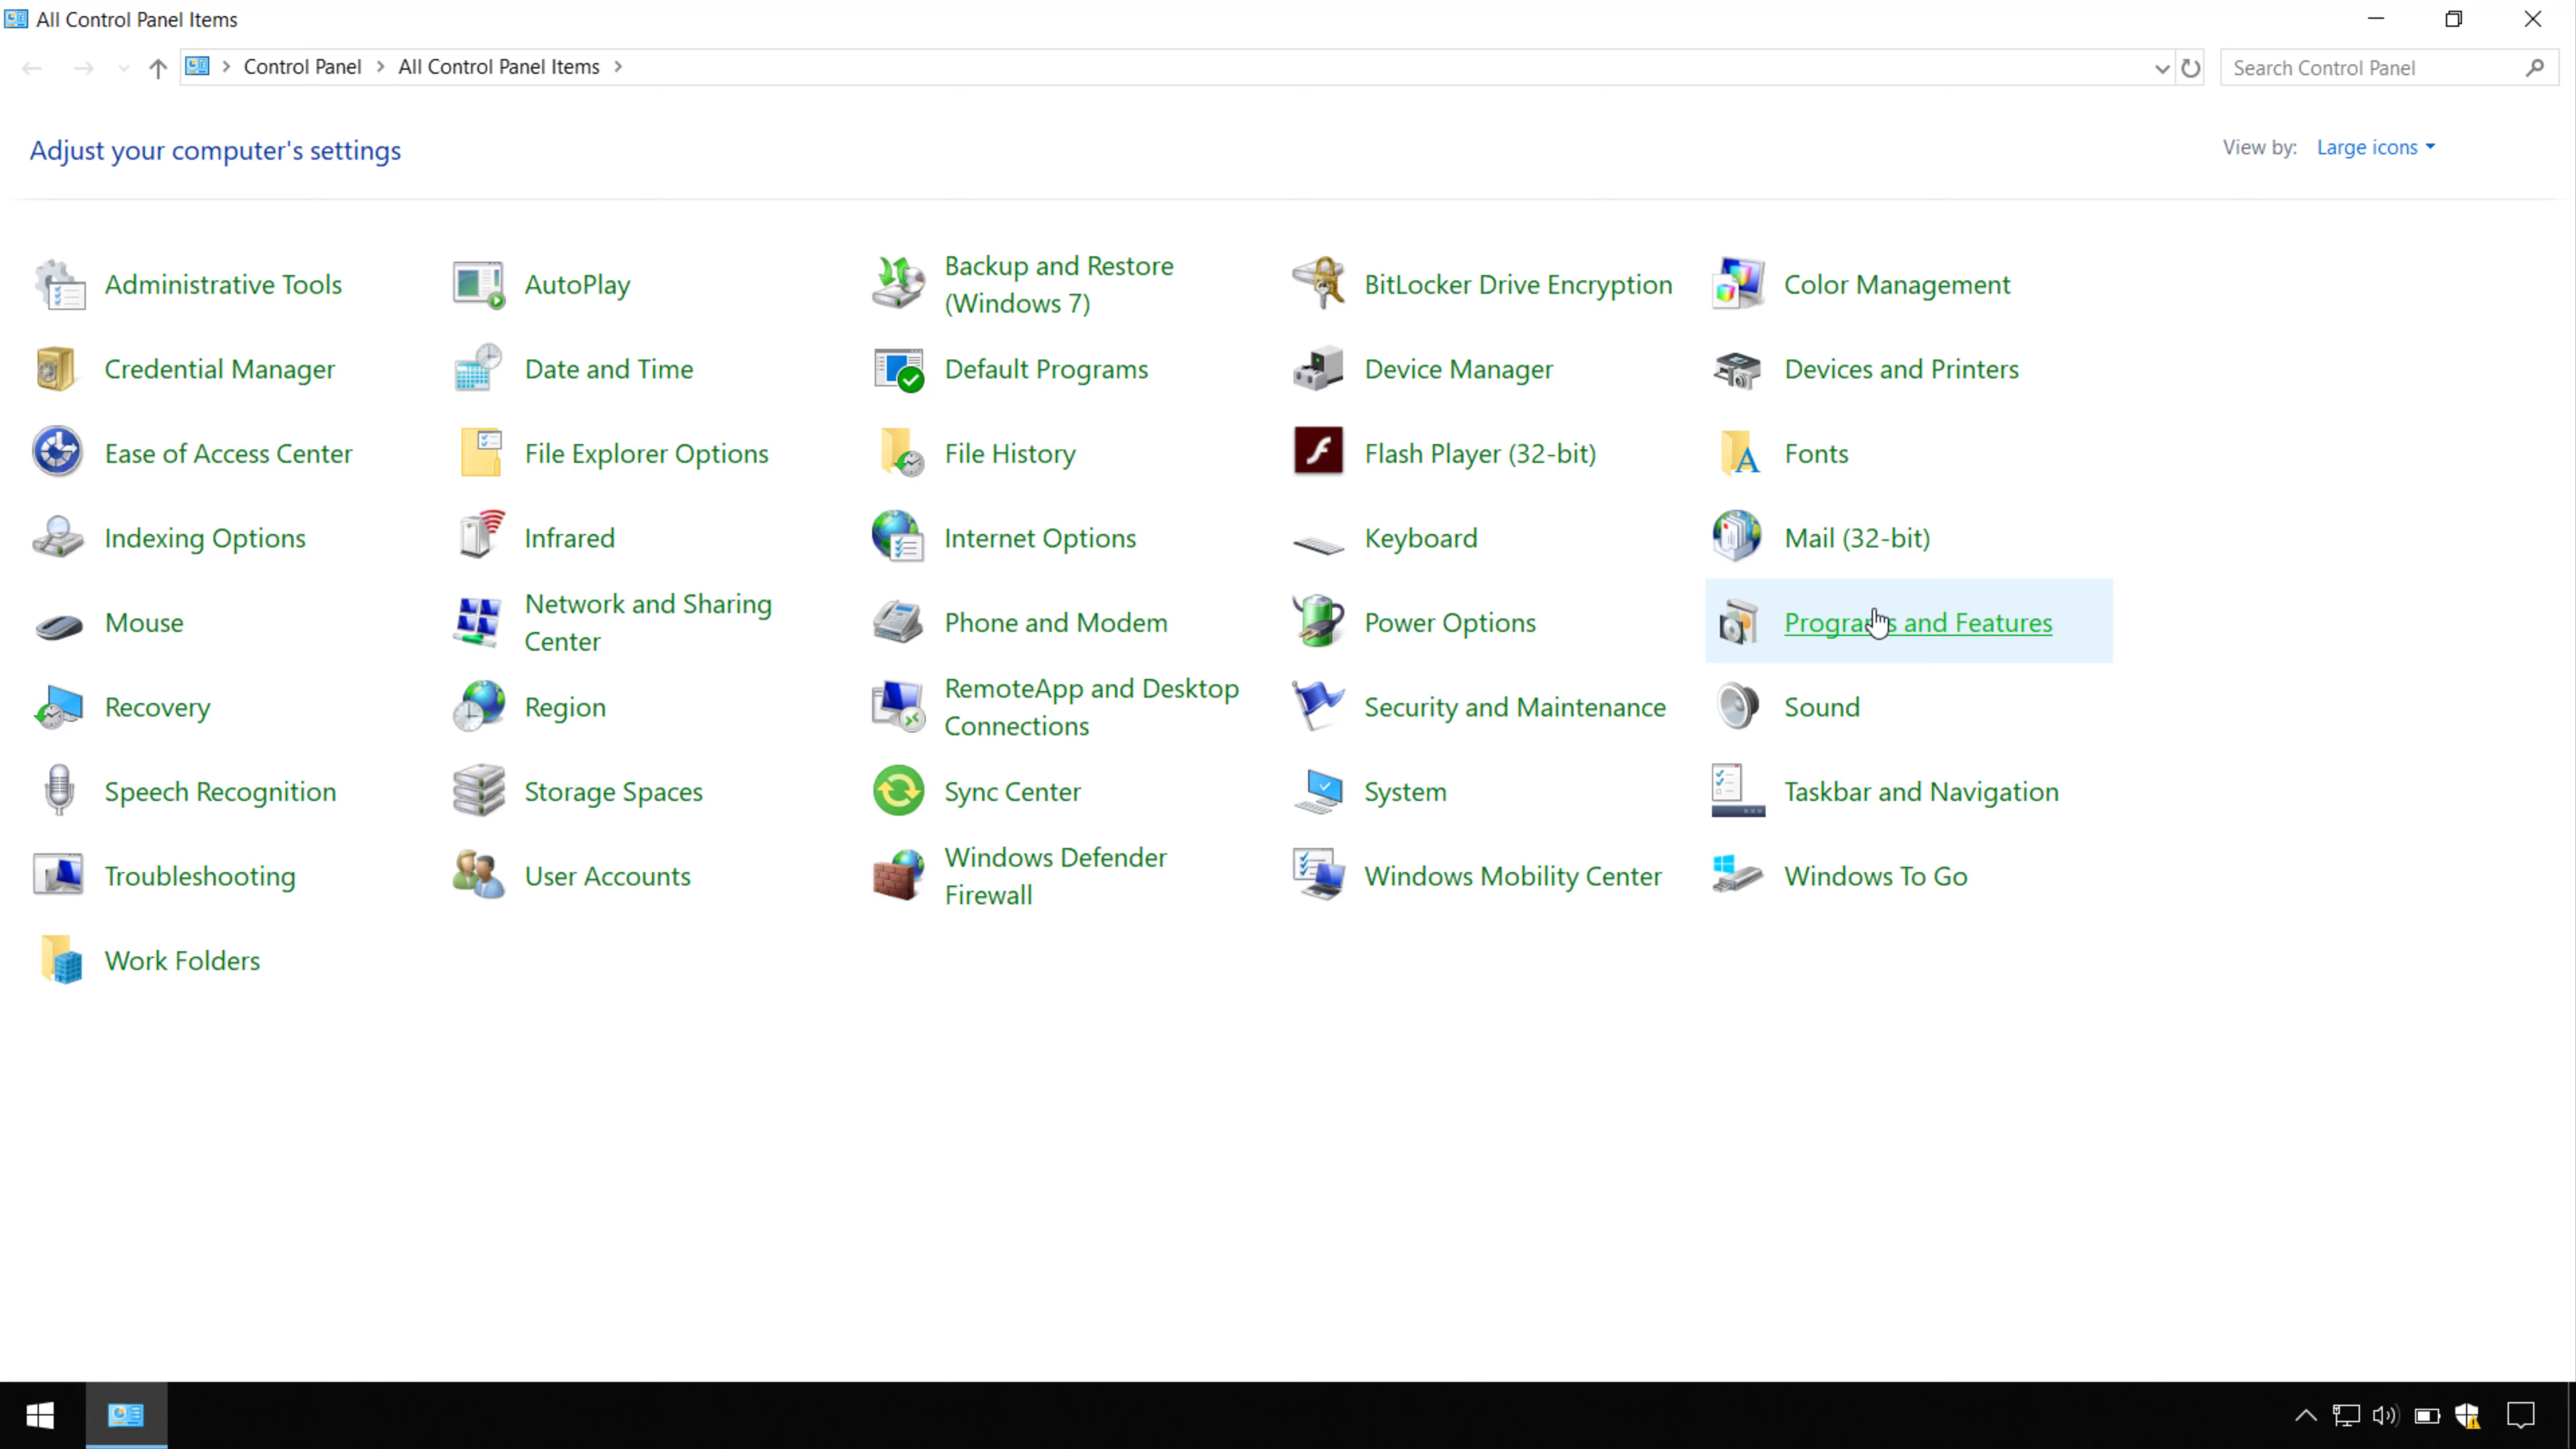 All Control Panel Items
Control Panel All Control Panel Items
Search Control Panel
Adjust your computer's settings
View by: Large icons
Administrative Tools
AutoPlay
Backup and Restore
(Windows 7)
BitLocker Drive Encryption
Color Management
Credential Manager
Date and Time
Default Programs
Device Manager
Devices and Printers
Ease of Access Center
File Explorer Options
File History
Flash Player (32-bit)
Fonts
Indexing Options
Infrared
Internet Options
Keyboard
Mail (32-bit)
Mouse
Network and Sharing
Center
Phone and Modem
Power Options
Programs and Features
Recovery
Region
RemoteApp and Desktop
Connections
Security and Maintenance
Sound
Speech Recognition
Storage Spaces
Sync Center
System
Taskbar and Navigation
Troubleshooting
User Accounts
Windows Defender
Firewall
Windows Mobility Center
Windows To Go
Work Folders